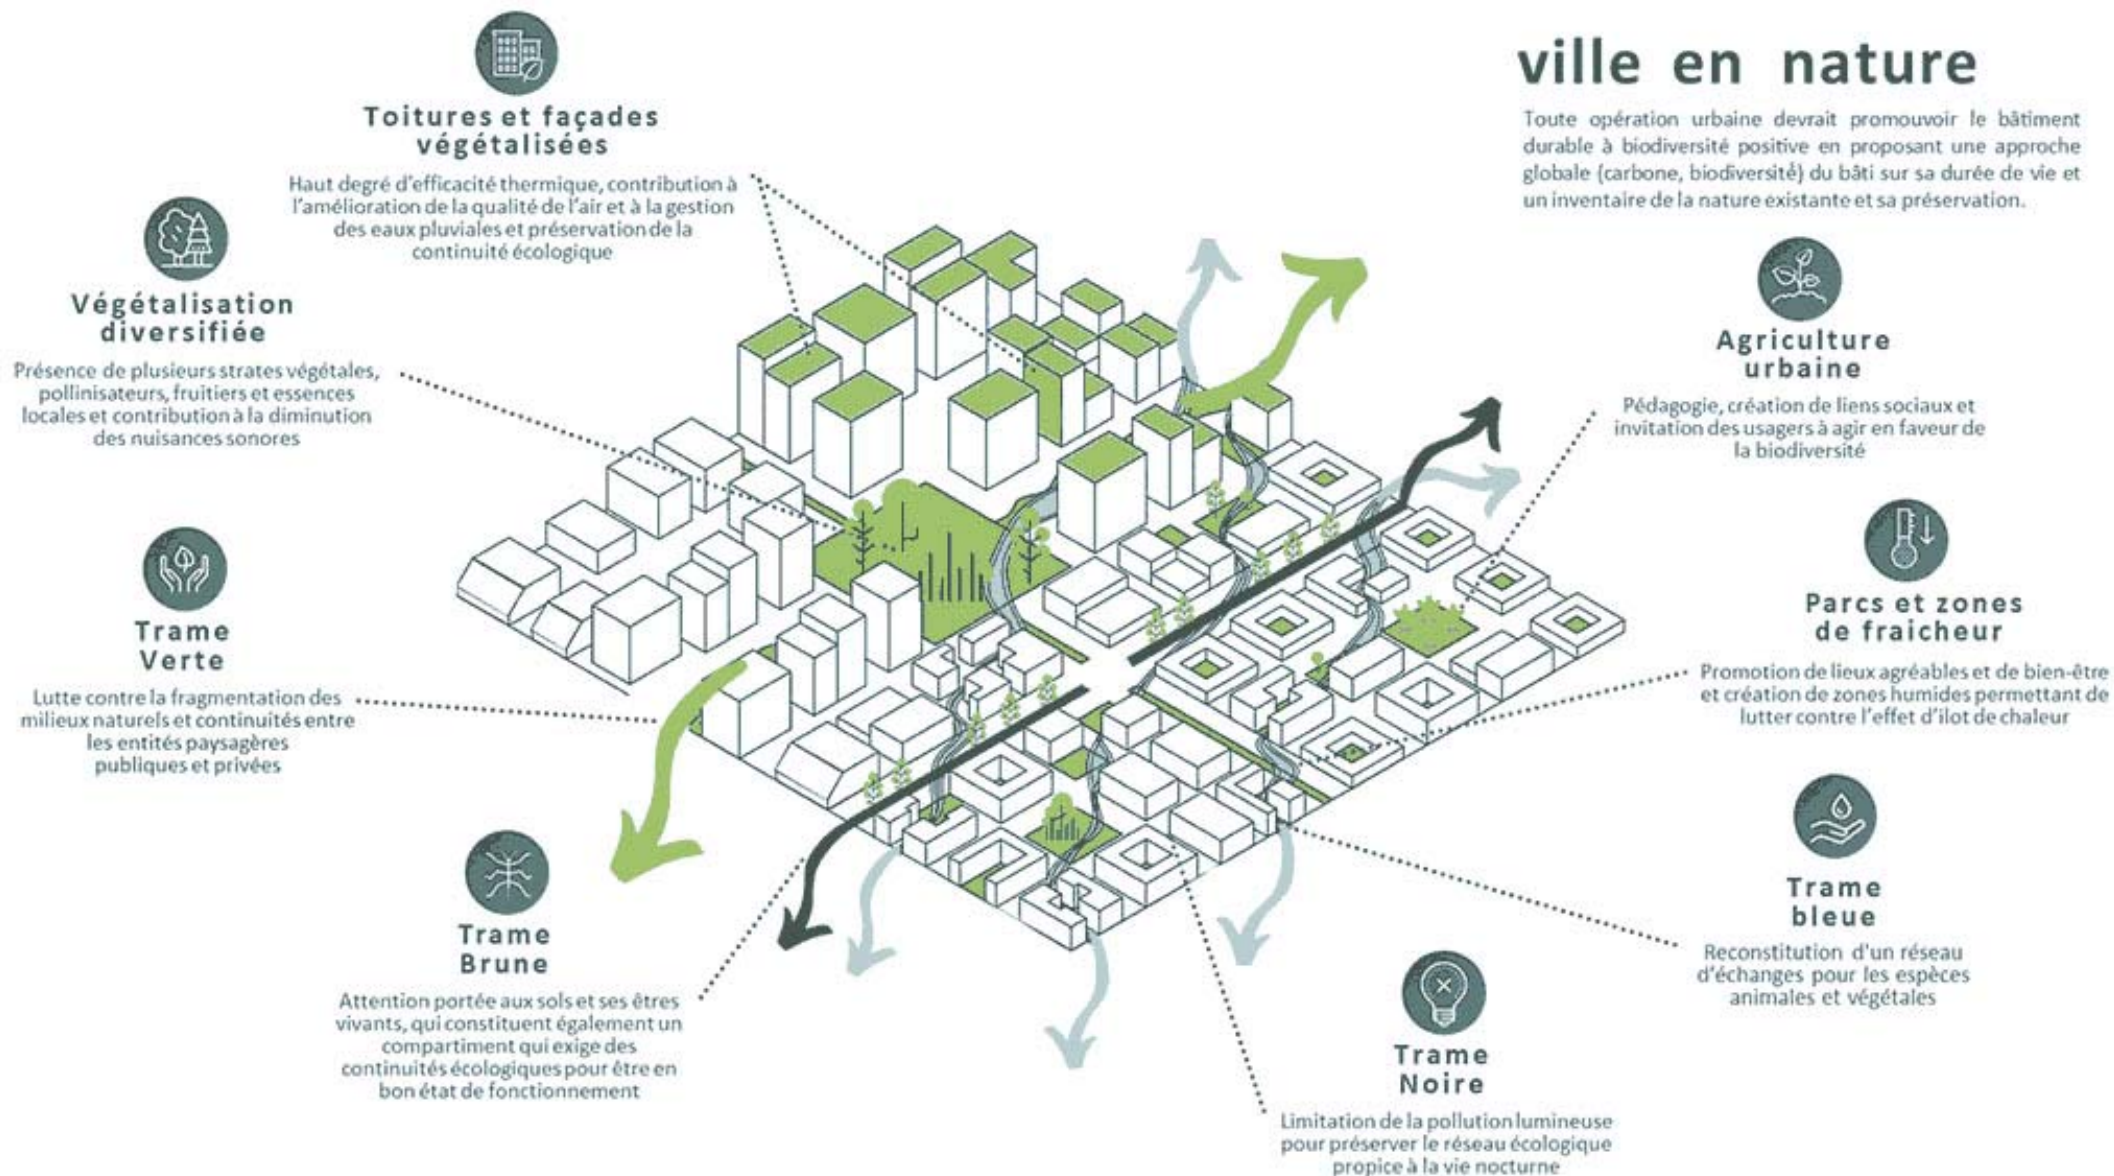 ville en nature
Toute opération urbaine devrait promouvoir le bâtiment
durable à biodiversité positive en proposant une approche
globale (carbone, biodiversité) du bâti sur sa durée de vie et
un inventaire de la nature existante et sa préservation.
Toitures et façades
végétalisées
Haut degré d'efficacité thermique, contribution à
l'amélioration de la qualité de l'air et à la gestion
des eaux pluviales et préservation de la
continuité écologique
Végétalisation
diversifiée
Présence de plusieurs strates végétales,
pollinisateurs, fruitiers et essences
locales et contribution à la diminution
des nuisances sonores
Trame
Verte
Lutte contre la fragmentation des
milieux naturels et continuités entre
les entités paysagères
publiques et privées
Trame
Brune
Attention portée aux sols et ses êtres
vivants, qui constituent également un
compartiment qui exige des
continuités écologiques pour être en
bon état de fonctionnement
Agriculture
urbaine
Pédagogie, création de liens sociaux et
invitation des usagers à agir en faveur de
la biodiversité
Parcs et zones
de fraicheur
Promotion de lieux agréables et de bien-être
et création de zones humides permettant de
lutter contre l'effet d'ilot de chaleur
Trame
bleue
Reconstitution d'un réseau
d'échanges pour les espèces
animales et végétales
Trame
Noire
Limitation de la pollution lumineuse
pour préserver le réseau écologique
propice à la vie nocturne